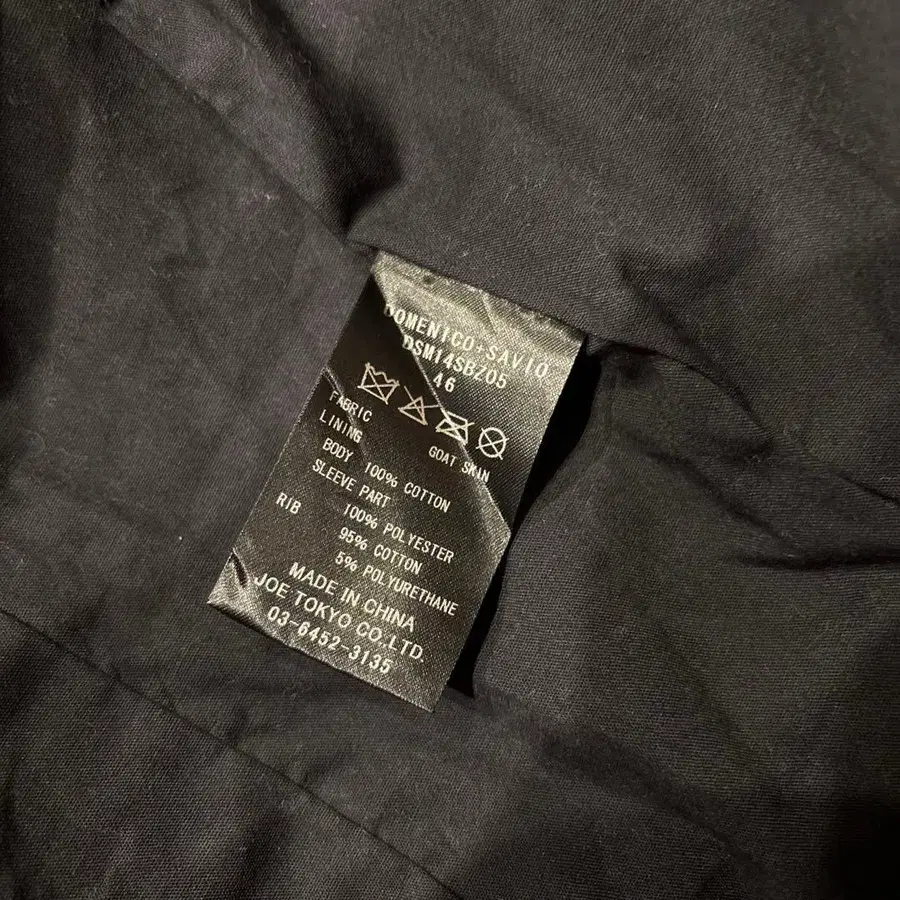 DOMENICO+SAVIO
DSM14SBZ05
46
FABRIC GOAT SKIN
LINING
BODY 100% COTTON
SLEEVE PART
100% POLYESTER
RIB 95% COTTON
5% POLYURETHANE
MADE IN CHINA
JOE TOKYO CO.LTD.
03-6452-3135